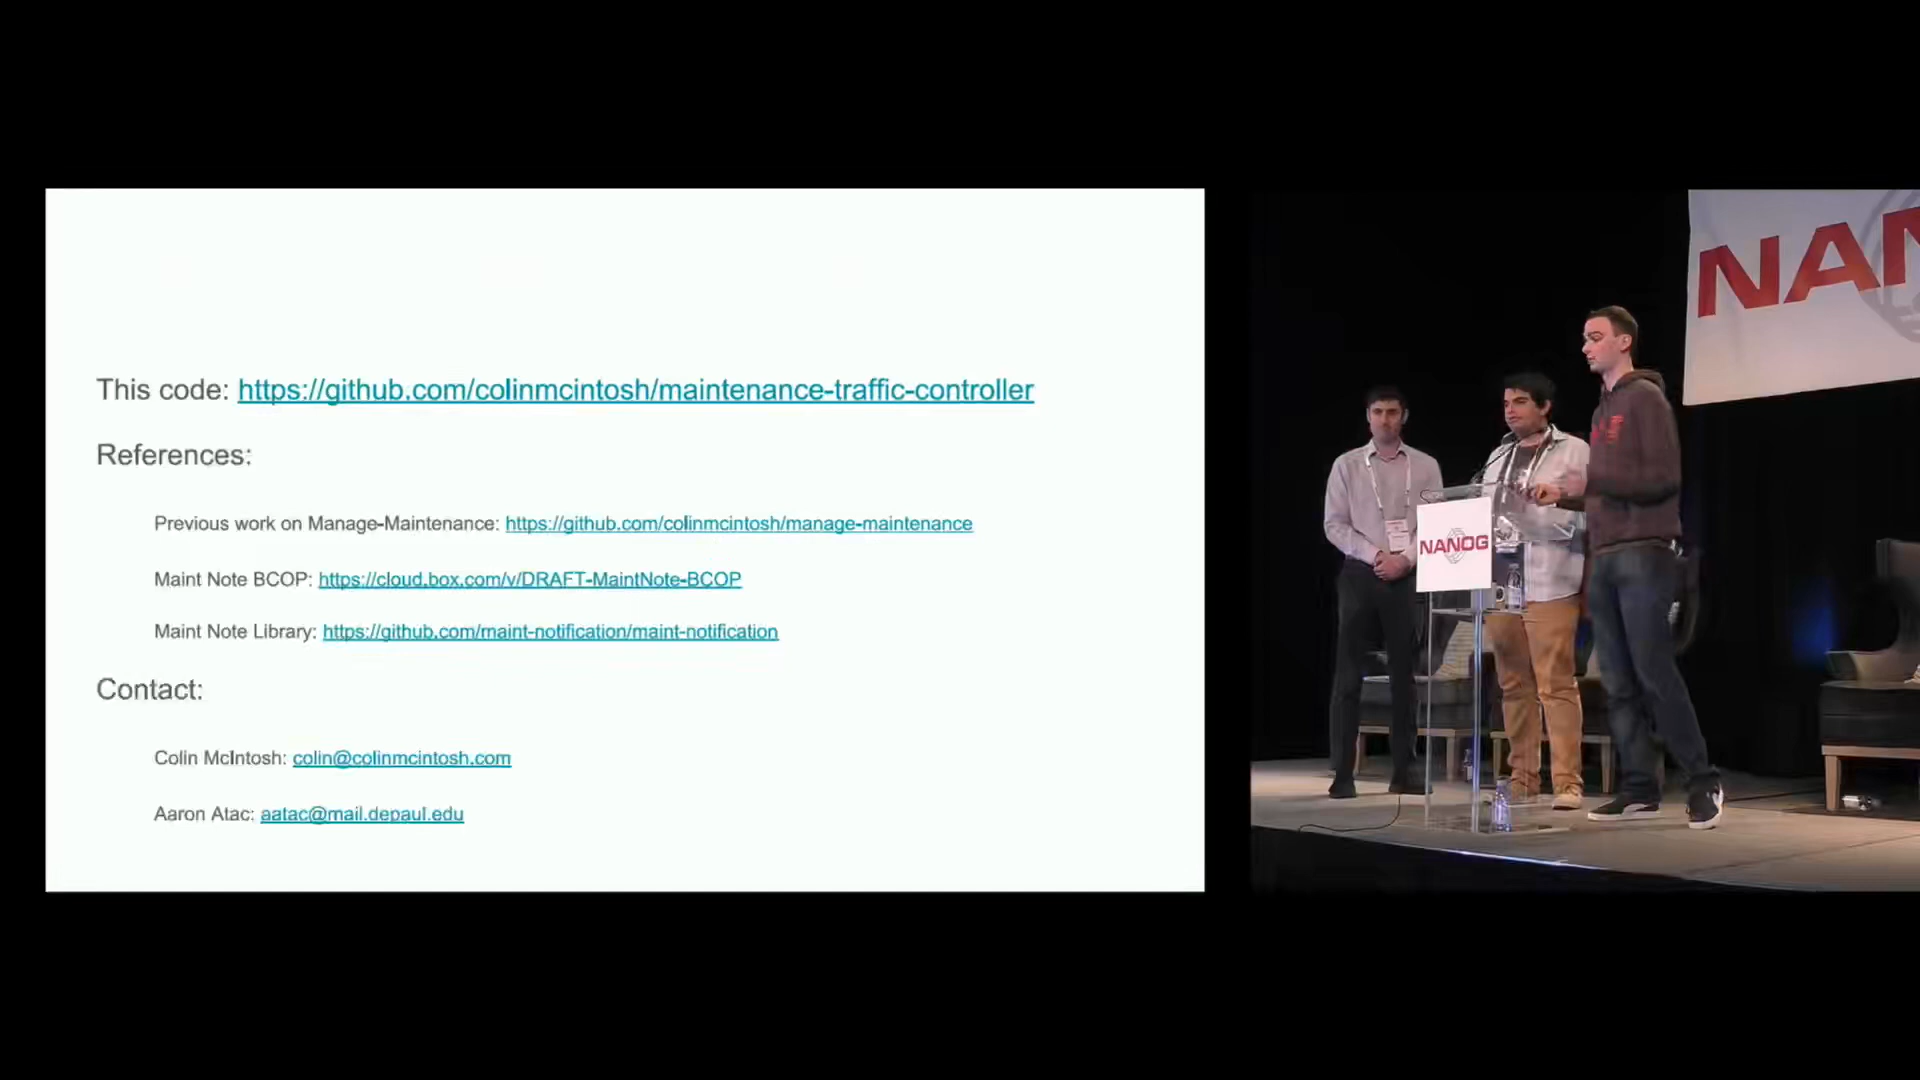 This code: https://github.com/colinmcintosh/maintenance-traffic-controller
References:
Previous work on Manage-Maintenance: https://github.com/colinmcintosh/manage-maintenance
Maint Note BCOP: https://cloud.box.com/v/DRAFT-MaintNote-BCOP
Maint Note Library: https://github.com/maint-notification/maint-notification
Contact:
Colin McIntosh: colin@colinmcintosh.com
Aaron Atac: aatac@mail.depaul.edu
NANOG